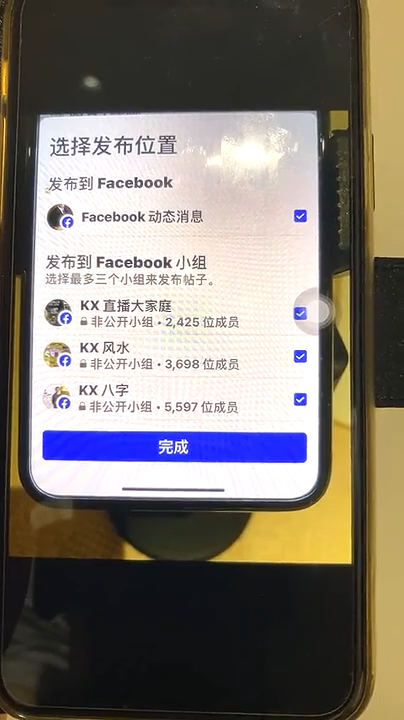 选择发布位置
发布到 Facebook
Facebook 动态消息
发布到 Facebook 小组
选择最多三个小组来发布帖子。
KX 直播大家庭
非公开小组 • 2,425 位成员
KX 风水
非公开小组 • 3,698 位成员
KX 八字
非公开小组 • 5,597 位成员
完成